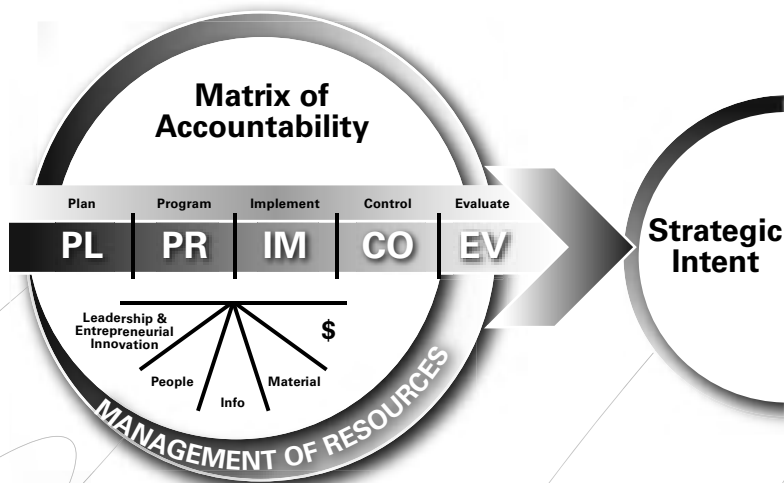 Matrix of
Accountability
Plan Program Implement Control Evaluate
PL PR IM CO EV
Strategic
Intent
Leadership &
Entrepreneurial
Innovation
$
People
Material
Info
MANAGEMENT OF RESOURCES